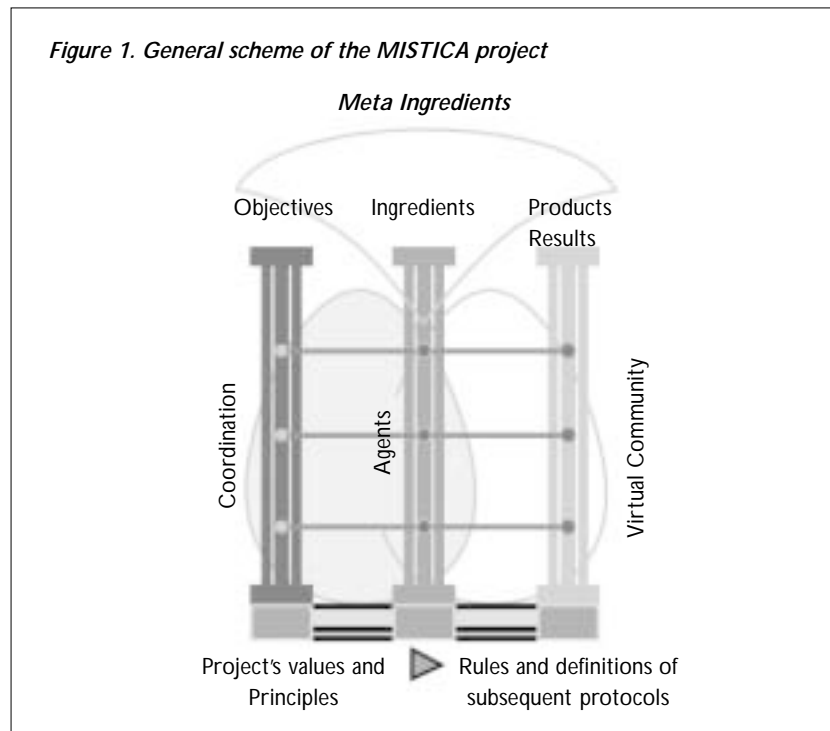 Figure 1. General scheme of the MISTICA project
Meta Ingredients
Objectives
Ingredients
Products
Results
Coordination
Agents
Virtual Community
Project's values and
Principles
Rules and definitions of
subsequent protocols